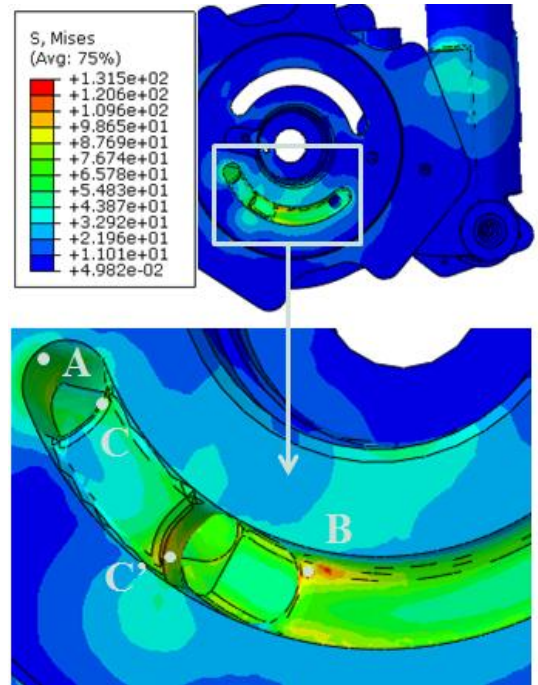 S, Mises
(Avg: 75%)
+1.315e+02
+1.206e+02
+1.096e+02
+9.865e+01
+8.769e+01
+7.674e+01
+6.578e+01
+5.483e+01
+4.387e+01
+3.292e+01
+2.196e+01
+1.101e+01
+4.982e-02
A
C
B
C'